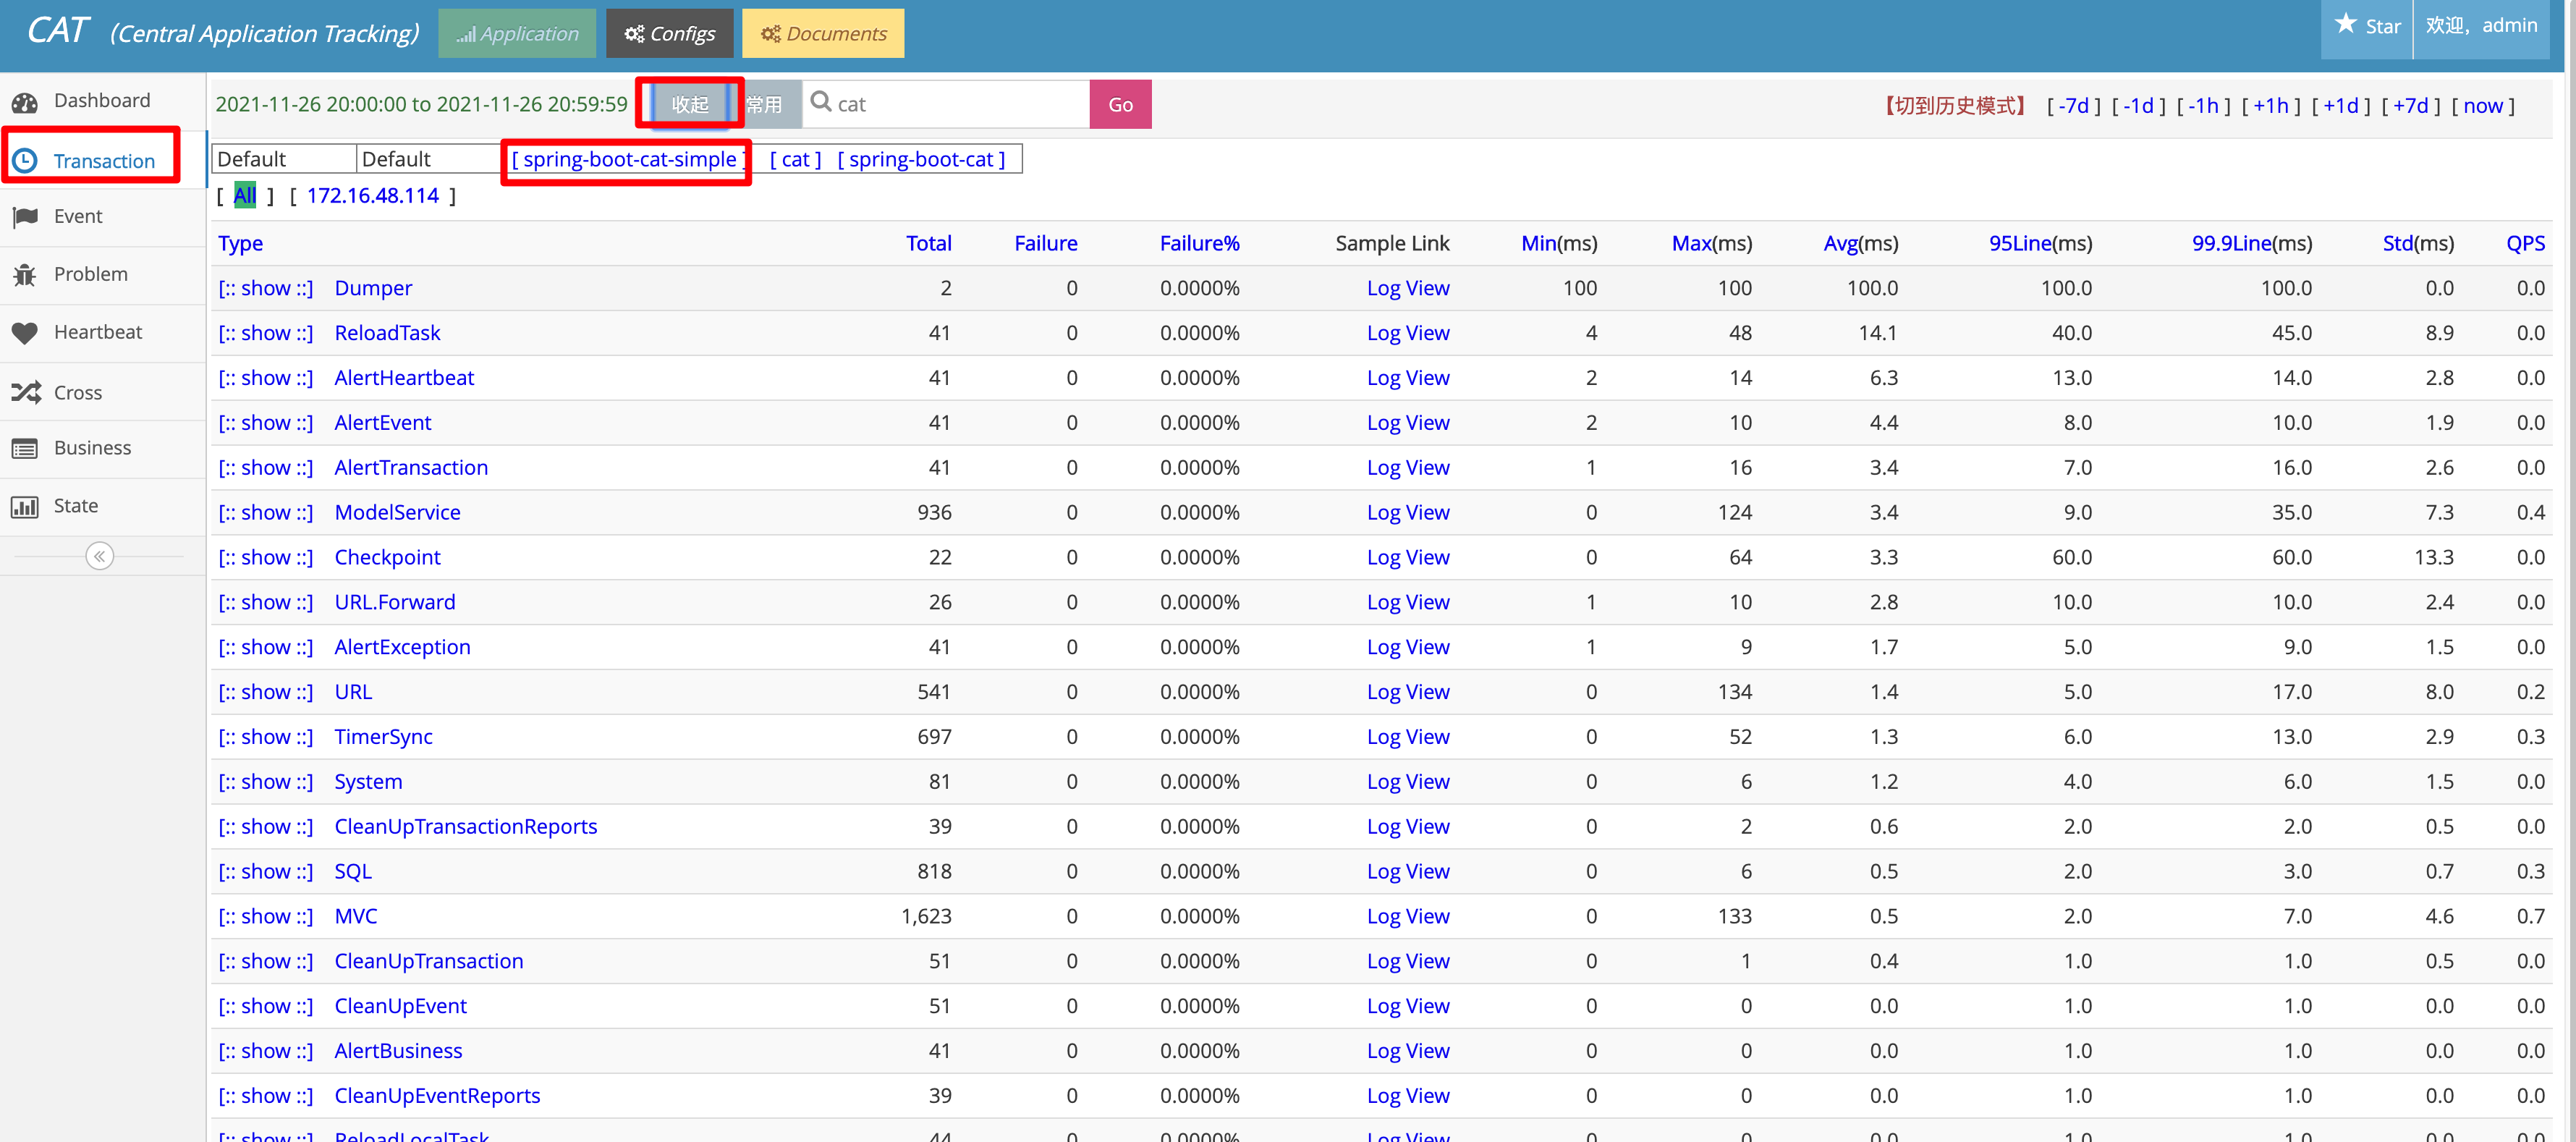 CAT (Central Application Tracking) Application Configs Documents Star 欢迎，admin
Dashboard
Transaction
Event
Problem
Heartbeat
Cross
Business
State
2021-11-26 20:00:00 to 2021-11-26 20:59:59 收起 常用 cat Go 【切到历史模式】 [ -7d ] [ -1d ] [ -1h ] [ +1h ] [ +1d ] [ +7d ] [ now ]
Default Default [ spring-boot-cat-simple ] [ cat ] [ spring-boot-cat ]
[ All ] [ 172.16.48.114 ]
Type Total Failure Failure% Sample Link Min(ms) Max(ms) Avg(ms) 95Line(ms) 99.9Line(ms) Std(ms) QPS
[:: show ::] Dumper 2 0 0.0000% Log View 100 100 100.0 100.0 100.0 0.0 0.0
[:: show ::] ReloadTask 41 0 0.0000% Log View 4 48 14.1 40.0 45.0 8.9 0.0
[:: show ::] AlertHeartbeat 41 0 0.0000% Log View 2 14 6.3 13.0 14.0 2.8 0.0
[:: show ::] AlertEvent 41 0 0.0000% Log View 2 10 4.4 8.0 10.0 1.9 0.0
[:: show ::] AlertTransaction 41 0 0.0000% Log View 1 16 3.4 7.0 16.0 2.6 0.0
[:: show ::] ModelService 936 0 0.0000% Log View 0 124 3.4 9.0 35.0 7.3 0.4
[:: show ::] Checkpoint 22 0 0.0000% Log View 0 64 3.3 60.0 60.0 13.3 0.0
[:: show ::] URL.Forward 26 0 0.0000% Log View 1 10 2.8 10.0 10.0 2.4 0.0
[:: show ::] AlertException 41 0 0.0000% Log View 1 9 1.7 5.0 9.0 1.5 0.0
[:: show ::] URL 541 0 0.0000% Log View 0 134 1.4 5.0 17.0 8.0 0.2
[:: show ::] TimerSync 697 0 0.0000% Log View 0 52 1.3 6.0 13.0 2.9 0.3
[:: show ::] System 81 0 0.0000% Log View 0 6 1.2 4.0 6.0 1.5 0.0
[:: show ::] CleanUpTransactionReports 39 0 0.0000% Log View 0 2 0.6 2.0 2.0 0.5 0.0
[:: show ::] SQL 818 0 0.0000% Log View 0 6 0.5 2.0 3.0 0.7 0.3
[:: show ::] MVC 1,623 0 0.0000% Log View 0 133 0.5 2.0 7.0 4.6 0.7
[:: show ::] CleanUpTransaction 51 0 0.0000% Log View 0 1 0.4 1.0 1.0 0.5 0.0
[:: show ::] CleanUpEvent 51 0 0.0000% Log View 0 0 0.0 1.0 1.0 0.0 0.0
[:: show ::] AlertBusiness 41 0 0.0000% Log View 0 0 0.0 1.0 1.0 0.0 0.0
[:: show ::] CleanUpEventReports 39 0 0.0000% Log View 0 0 0.0 1.0 1.0 0.0 0.0
[:: show ::] ReloadLocalTask 44 0 0.0000% Log View 0 0 0.0 1.0 1.0 0.0 0.0